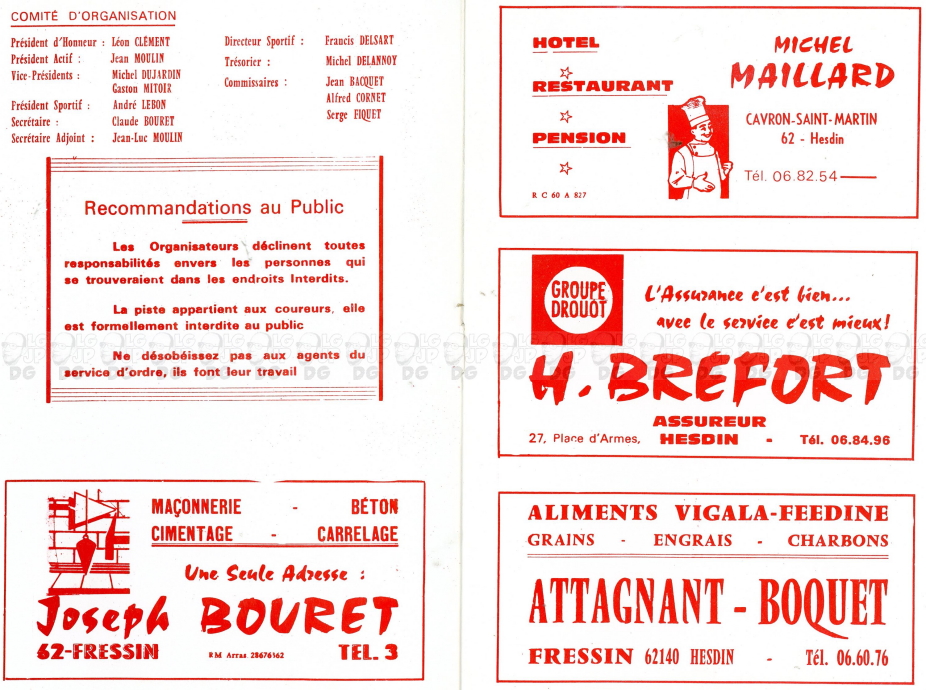 COMITÉ D'ORGANISATION
Président d'Honneur : Léon CLÉMENT
Président Actif : Jean MOULIN
Vice-Présidents : Michel DUJARDIN
Gaston MITOIR
Président Sportif : André LEBON
Secrétaire : Claude BOURET
Secrétaire Adjoint : Jean-Luc MOULIN
Directeur Sportif : Francis DELSART
Trésorier : Michel DELANNOY
Commissaires : Jean BACQUET
Alfred CORNET
Serge FIQUET
Recommandations au Public
Les Organisateurs déclinent toutes
responsabilités envers les personnes qui
se trouveraient dans les endroits Interdits.
La piste appartient aux coureurs, elle
est formellement interdite au public
Ne désobéissez pas aux agents du
service d'ordre, ils font leur travail
MAÇONNERIE - BÉTON
CIMENTAGE - CARRELAGE
Une Seule Adresse :
Joseph BOURET
62-FRESSIN RM Arras 28676162 TEL. 3
HOTEL
RESTAURANT
PENSION
R C 60 A 827
MICHEL
MAILLARD
CAVRON-SAINT-MARTIN
62 - Hesdin
Tél. 06.82.54
GROUPE
DROUOT
L'Assurance c'est bien...
avec le service c'est mieux!
H. BREFORT
ASSUREUR
27, Place d'Armes, HESDIN - Tél. 06.84.96
ALIMENTS VIGALA-FEEDINE
GRAINS - ENGRAIS - CHARBONS
ATTAGNANT - BOQUET
FRESSIN 62140 HESDIN - Tél. 06.60.76